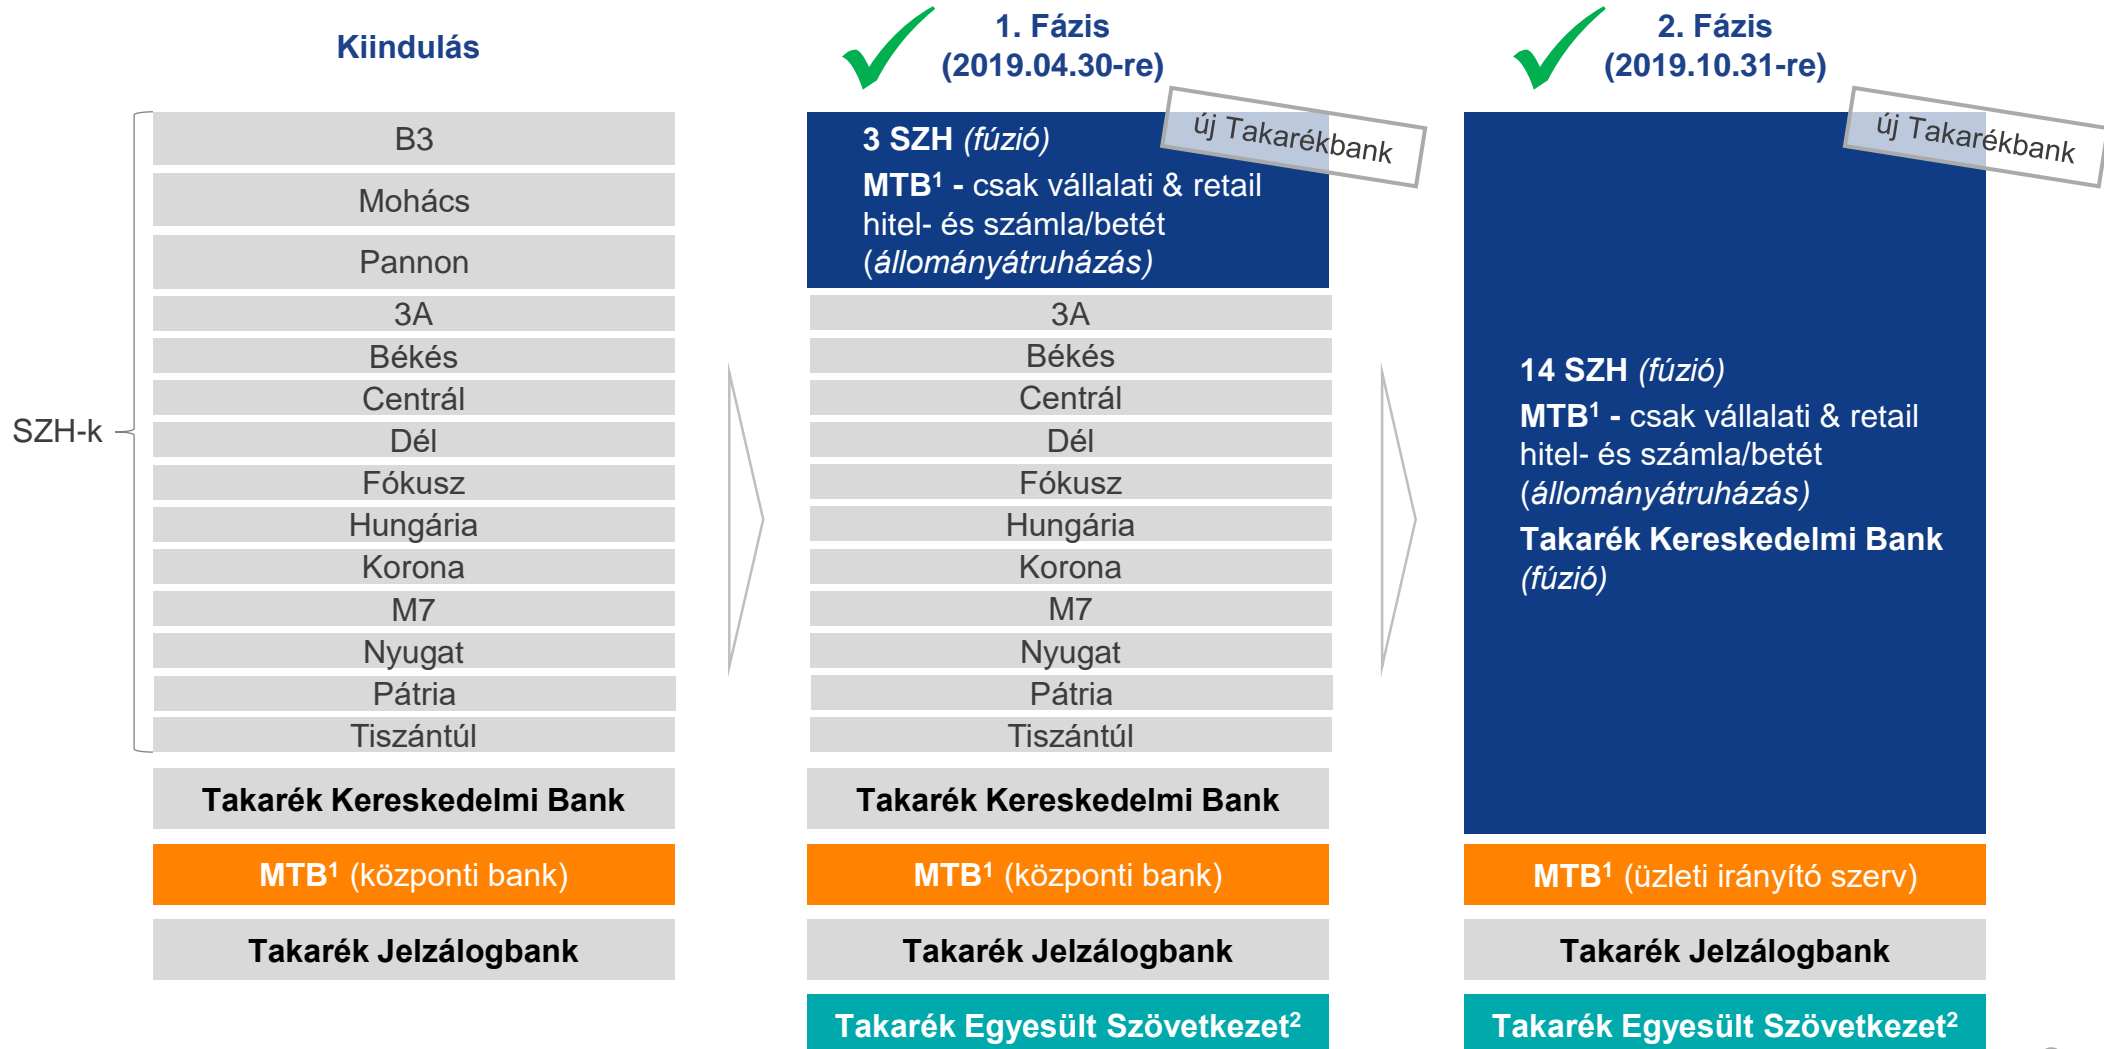 Kiindulás
SZH-k
B3
Mohács
Pannon
3A
Békés
Centrál
Dél
Fókusz
Hungária
Korona
M7
Nyugat
Pátria
Tiszántúl
Takarék Kereskedelmi Bank
MTB¹ (központi bank)
Takarék Jelzálogbank
1. Fázis
(2019.04.30-re)
új Takarékbank
3 SZH (fúzió)
MTB¹ - csak vállalati & retail
hitel- és számla/betét
(állományátruházás)
3A
Békés
Centrál
Dél
Fókusz
Hungária
Korona
M7
Nyugat
Pátria
Tiszántúl
Takarék Kereskedelmi Bank
MTB¹ (központi bank)
Takarék Jelzálogbank
Takarék Egyesült Szövetkezet²
2. Fázis
(2019.10.31-re)
új Takarékbank
14 SZH (fúzió)
MTB¹ - csak vállalati & retail
hitel- és számla/betét
(állományátruházás)
Takarék Kereskedelmi Bank
(fúzió)
MTB¹ (üzleti irányító szerv)
Takarék Jelzálogbank
Takarék Egyesült Szövetkezet²